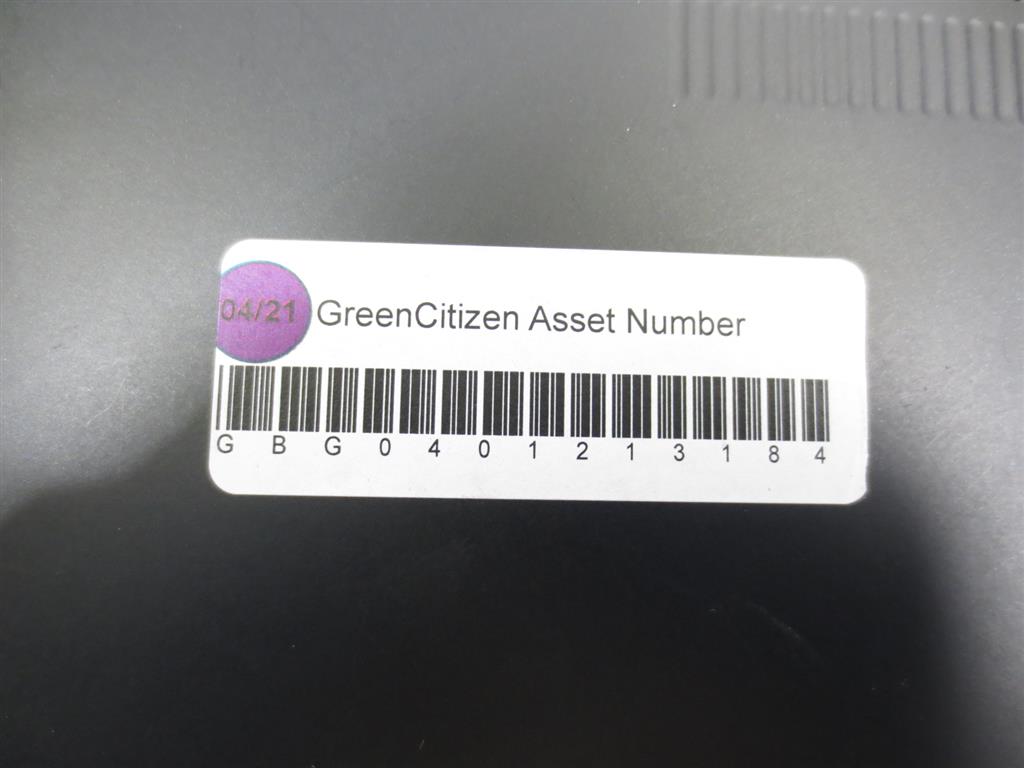 04/21 GreenCitizen Asset Number
G B G 0 4 0 1 2 1 3 1 8 4